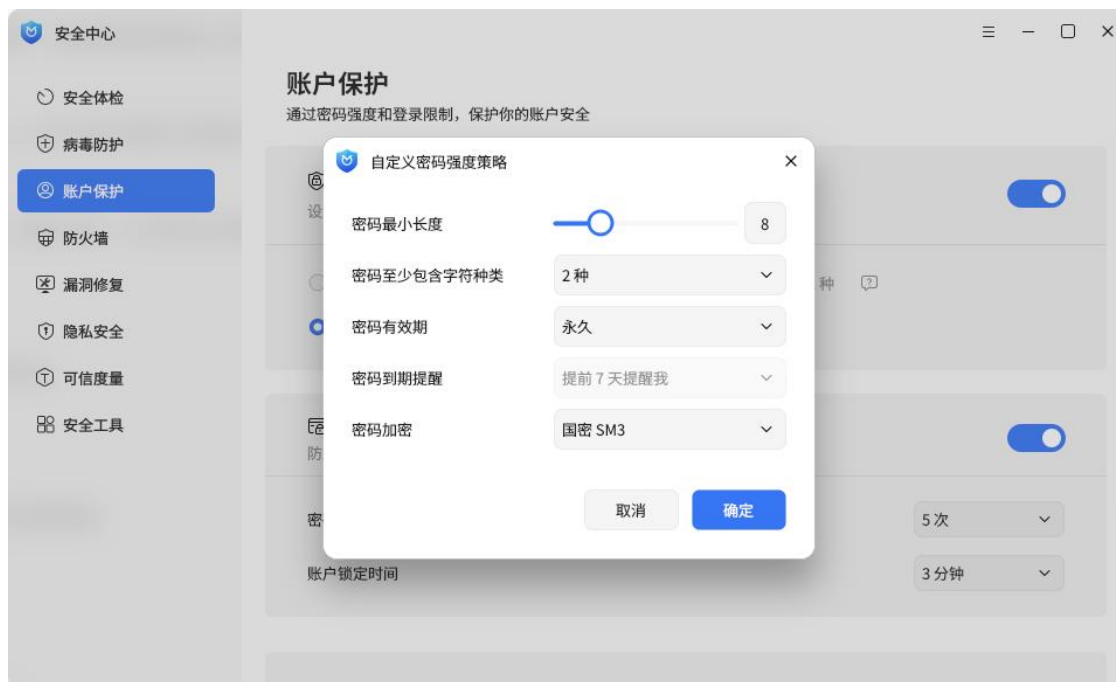 安全中心
安全体检
病毒防护
账户保护
防火墙
漏洞修复
隐私安全
可信度量
安全工具
账户保护
通过密码强度和登录限制，保护你的账户安全
设
种
防
密
5 次
账户锁定时间
3 分钟
自定义密码强度策略
密码最小长度
8
密码至少包含字符种类
2 种
密码有效期
永久
密码到期提醒
提前 7 天提醒我
密码加密
国密 SM3
取消
确定